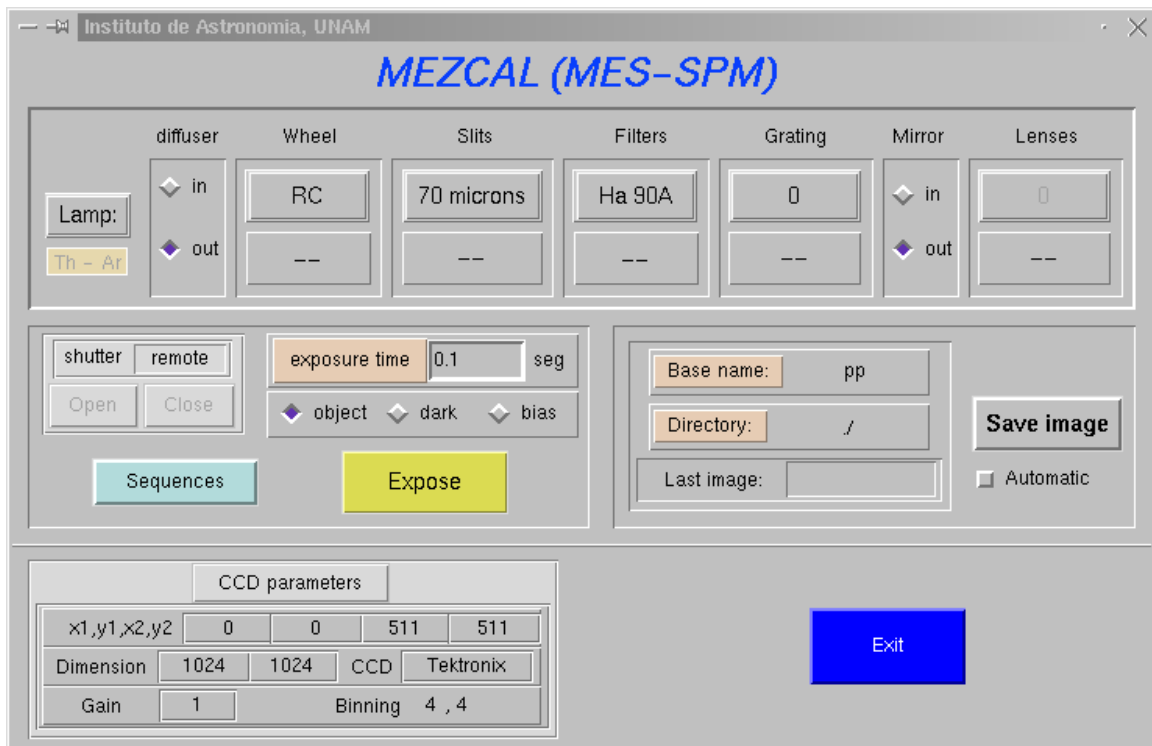 Instituto de Astronomia, UNAM
MEZCAL (MES-SPM)
diffuser Wheel Slits Filters Grating Mirror Lenses
in RC 70 microns Ha 90A 0 in 0
Lamp:
out -- -- -- -- out --
Th - Ar
shutter remote exposure time 0.1 seg
Open Close object dark bias
Sequences Expose
Base name: pp
Directory: ./
Save image
Last image: Automatic
CCD parameters
x1,y1,x2,y2 0 0 511 511
Dimension 1024 1024 CCD Tektronix
Gain 1 Binning 4 , 4
Exit